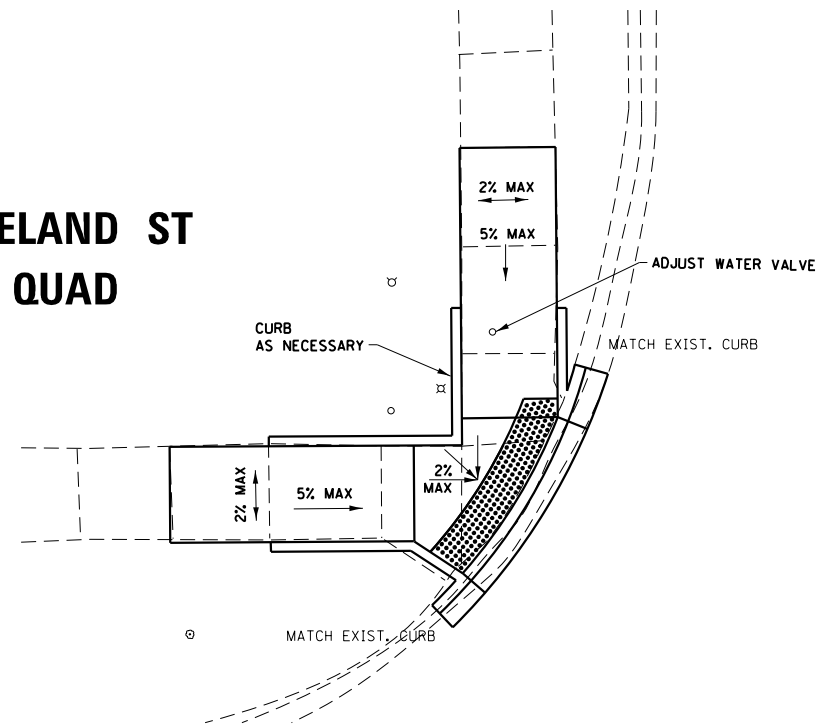 ELAND ST
QUAD
2% MAX
5% MAX
ADJUST WATER VALVE
CURB
AS NECESSARY
MATCH EXIST. CURB
2% MAX
5% MAX
2%
MAX
MATCH EXIST. CURB